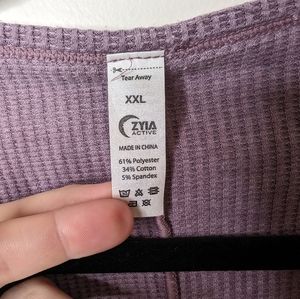 Tear Away
XXL
ZYIA
ACTIVE
MADE IN CHINA
61% Polyester
34% Cotton
5% Spandex